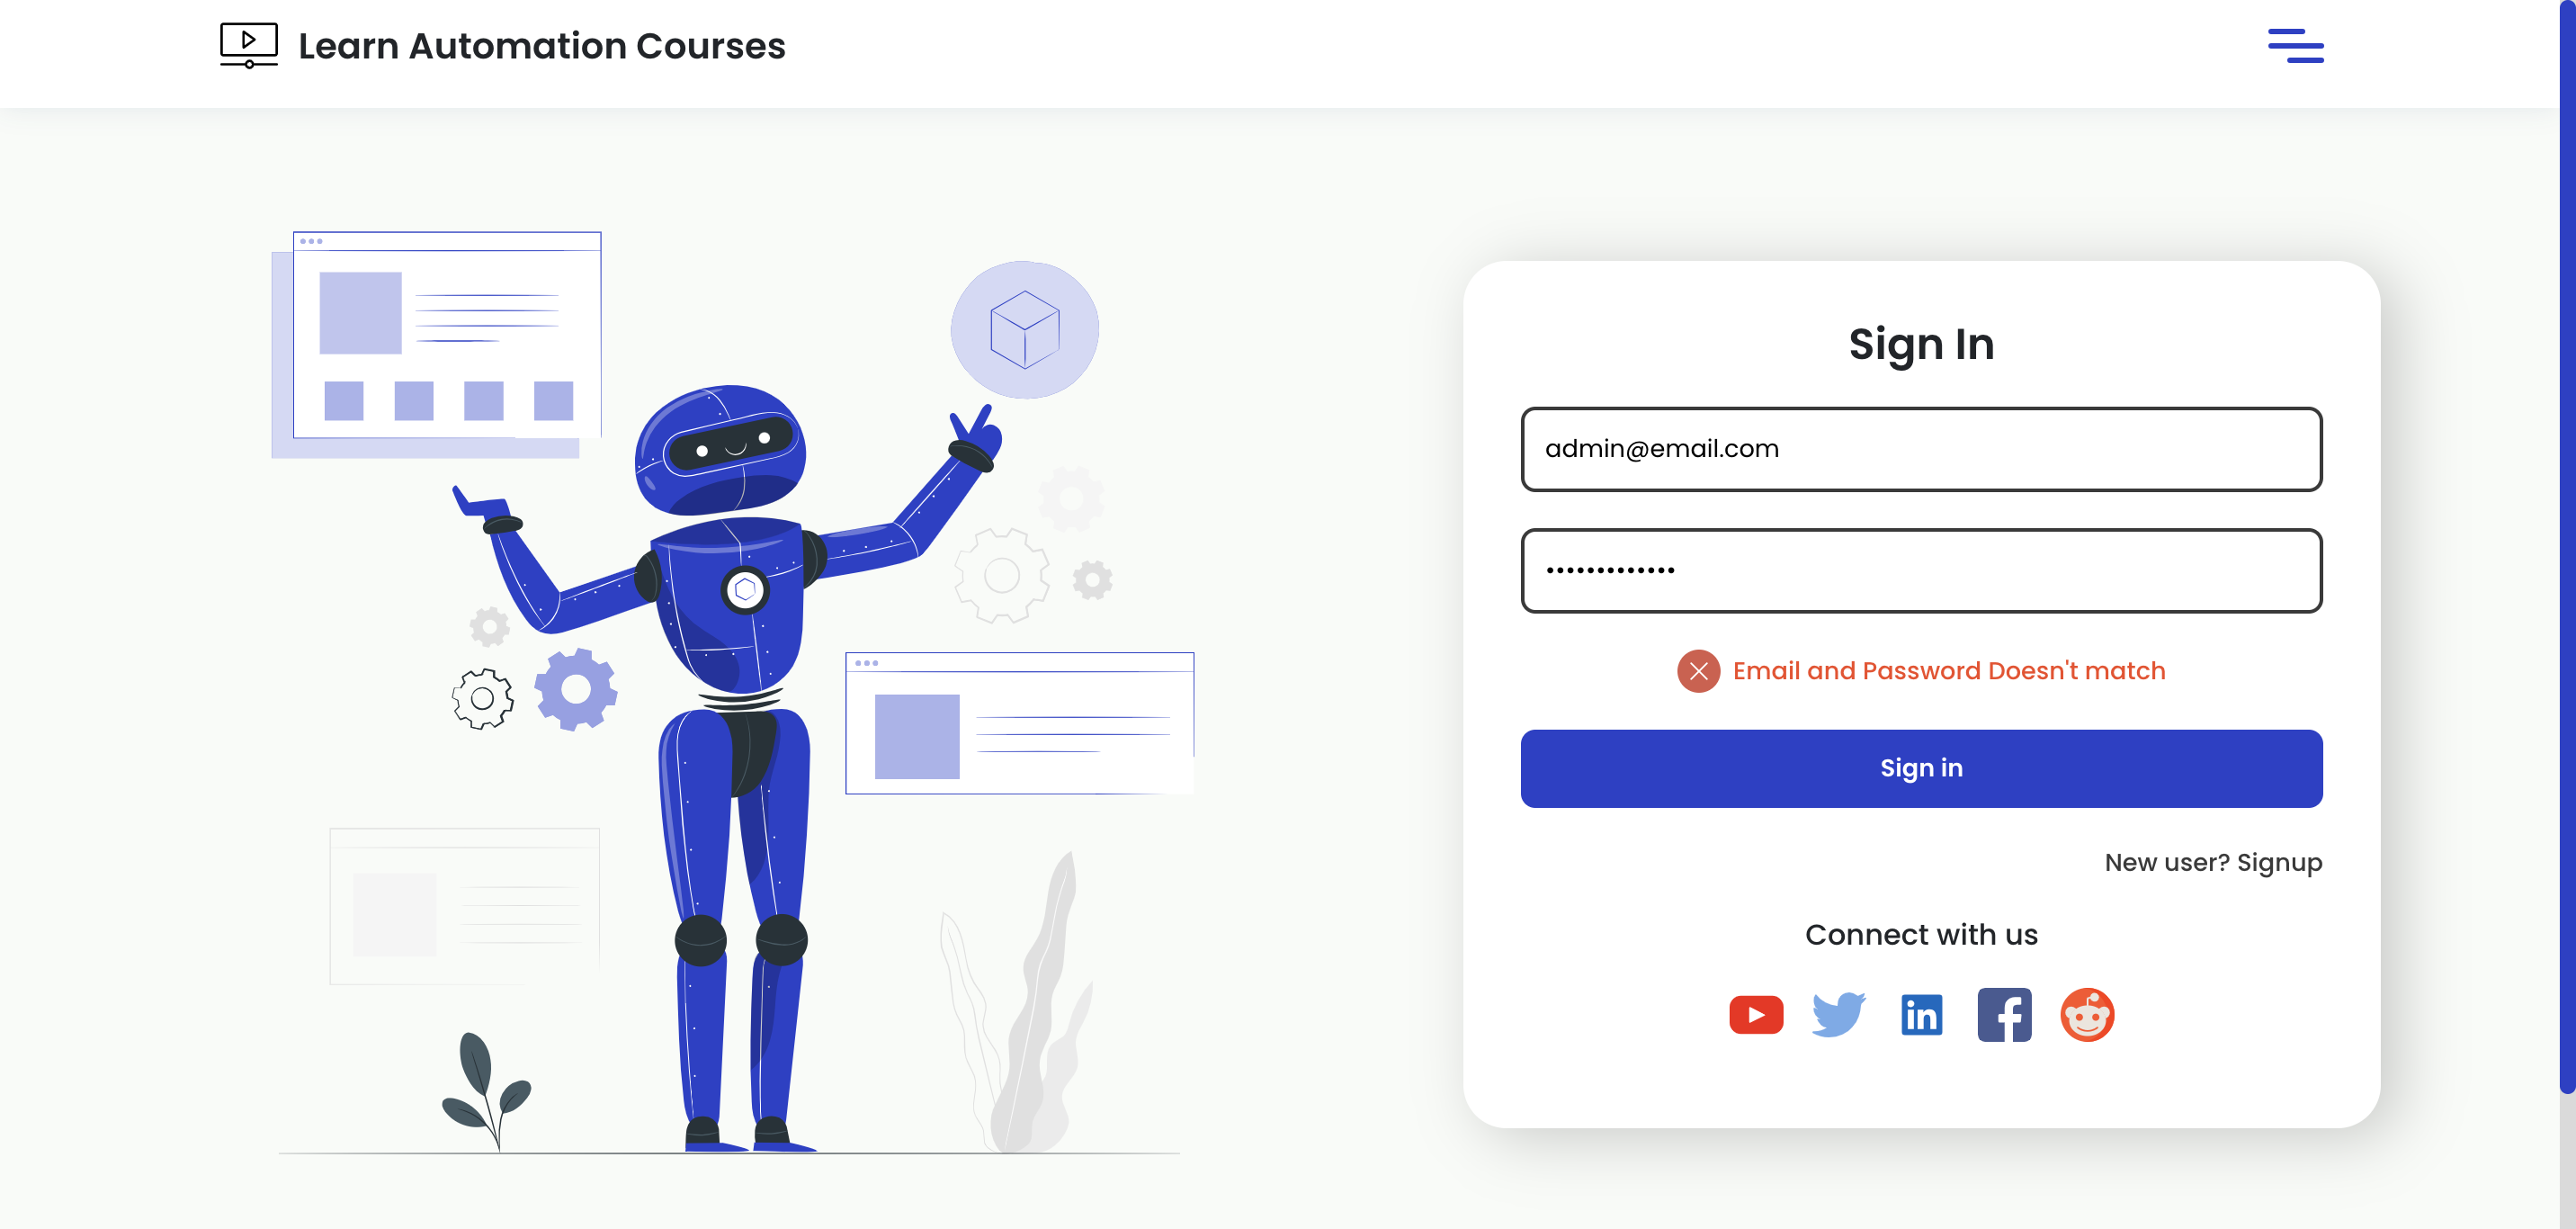 Learn Automation Courses
Sign In
admin@email.com
•••••••••••••
Email and Password Doesn't match
Sign in
New user? Signup
Connect with us
in